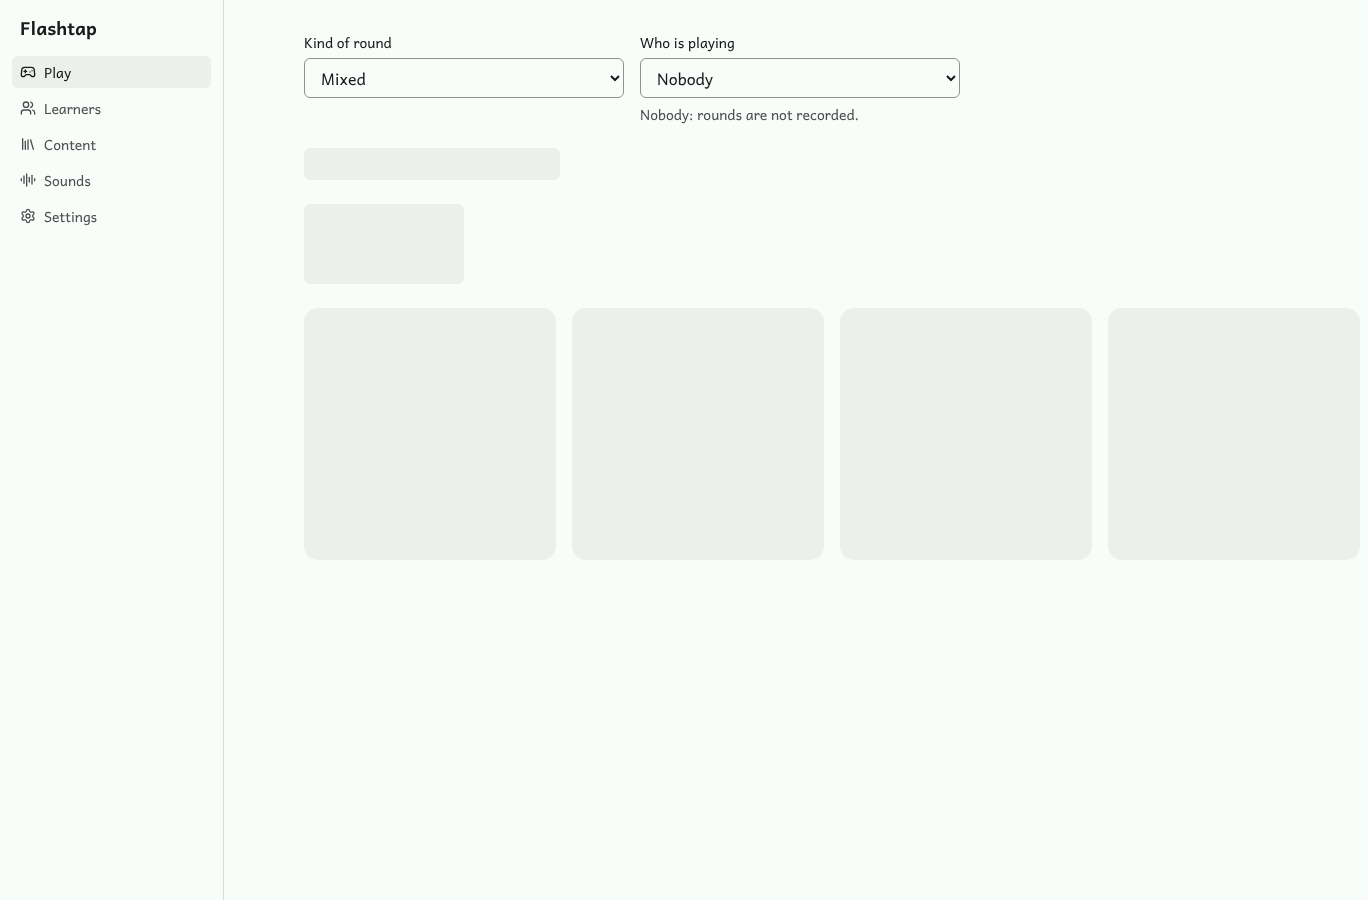 Flashtap
Play
Learners
Content
Sounds
Settings
Kind of round
Mixed
Who is playing
Nobody
Nobody: rounds are not recorded.